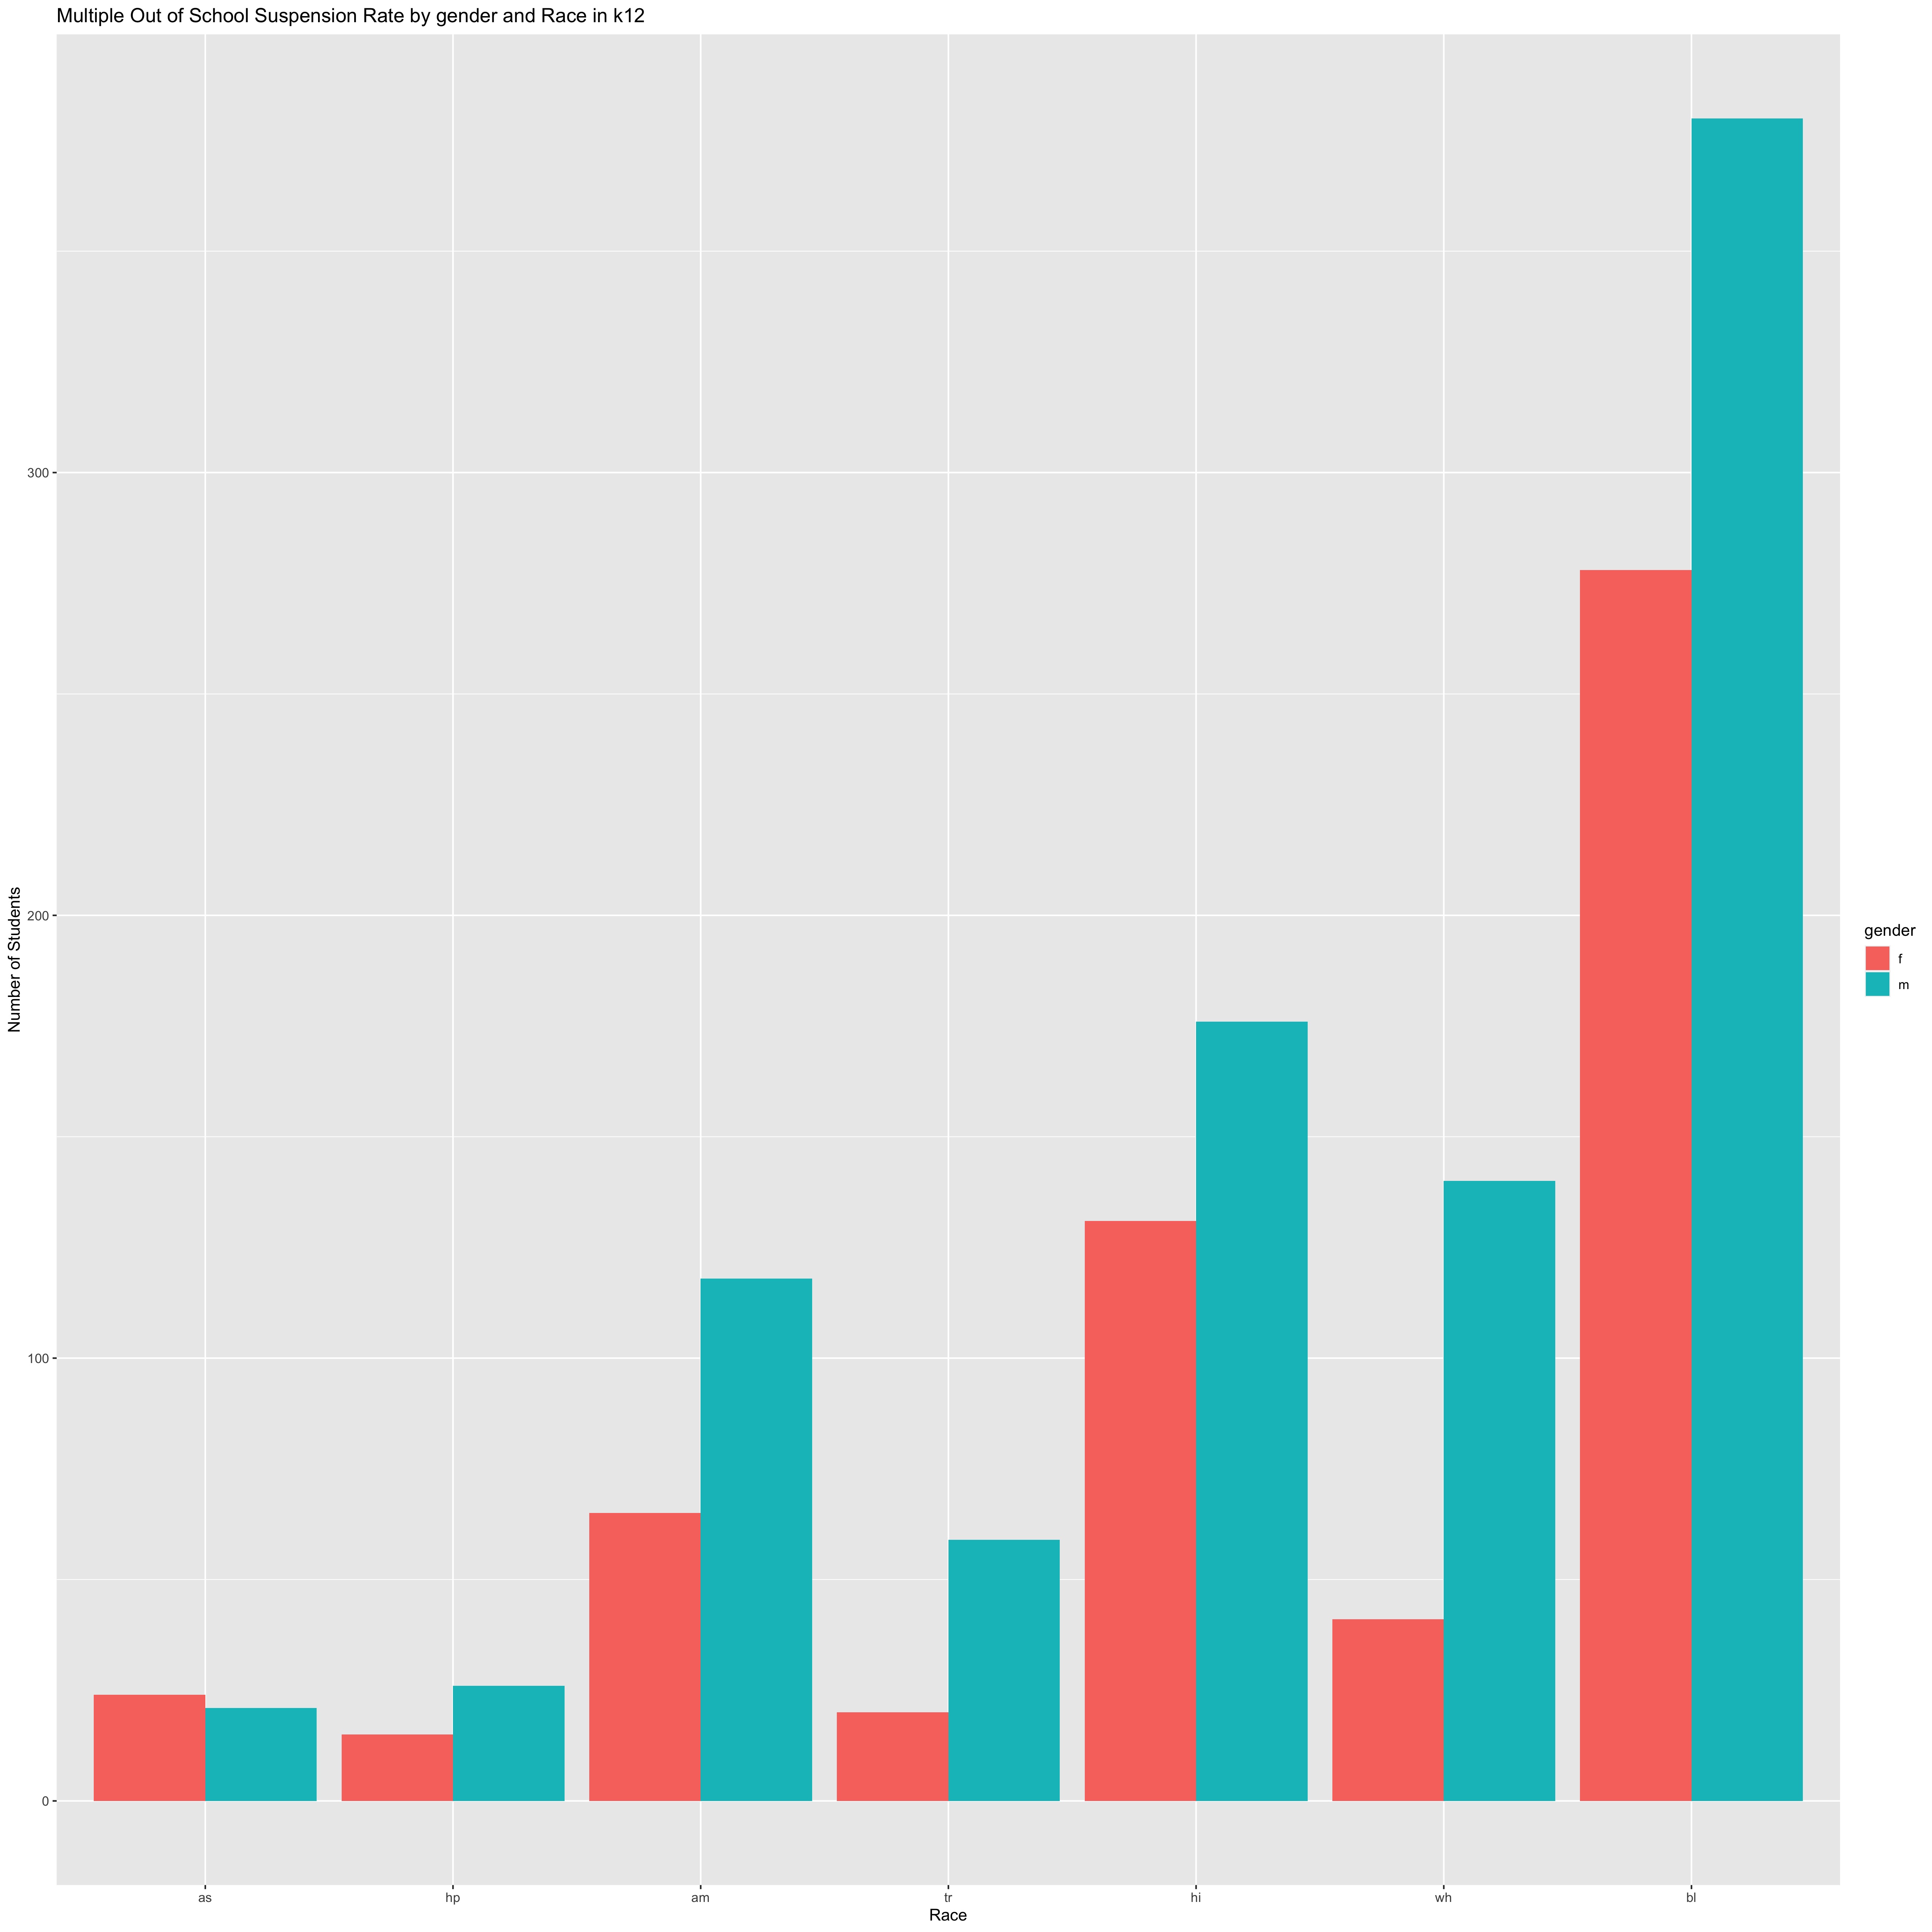 Multiple Out of School Suspension Rate by gender and Race in k12
Number of Students
300
200
100
0
as
hp
am
tr
hi
wh
bl
Race
gender
f
m